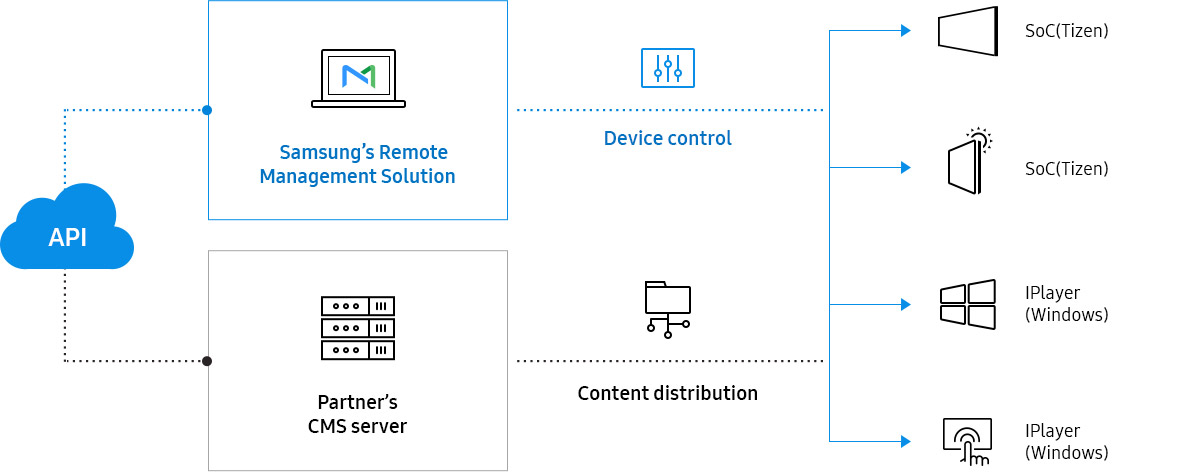 API
Samsung’s Remote
Management Solution
Partner’s
CMS server
Device control
Content distribution
SoC(Tizen)
SoC(Tizen)
IPlayer
(Windows)
IPlayer
(Windows)